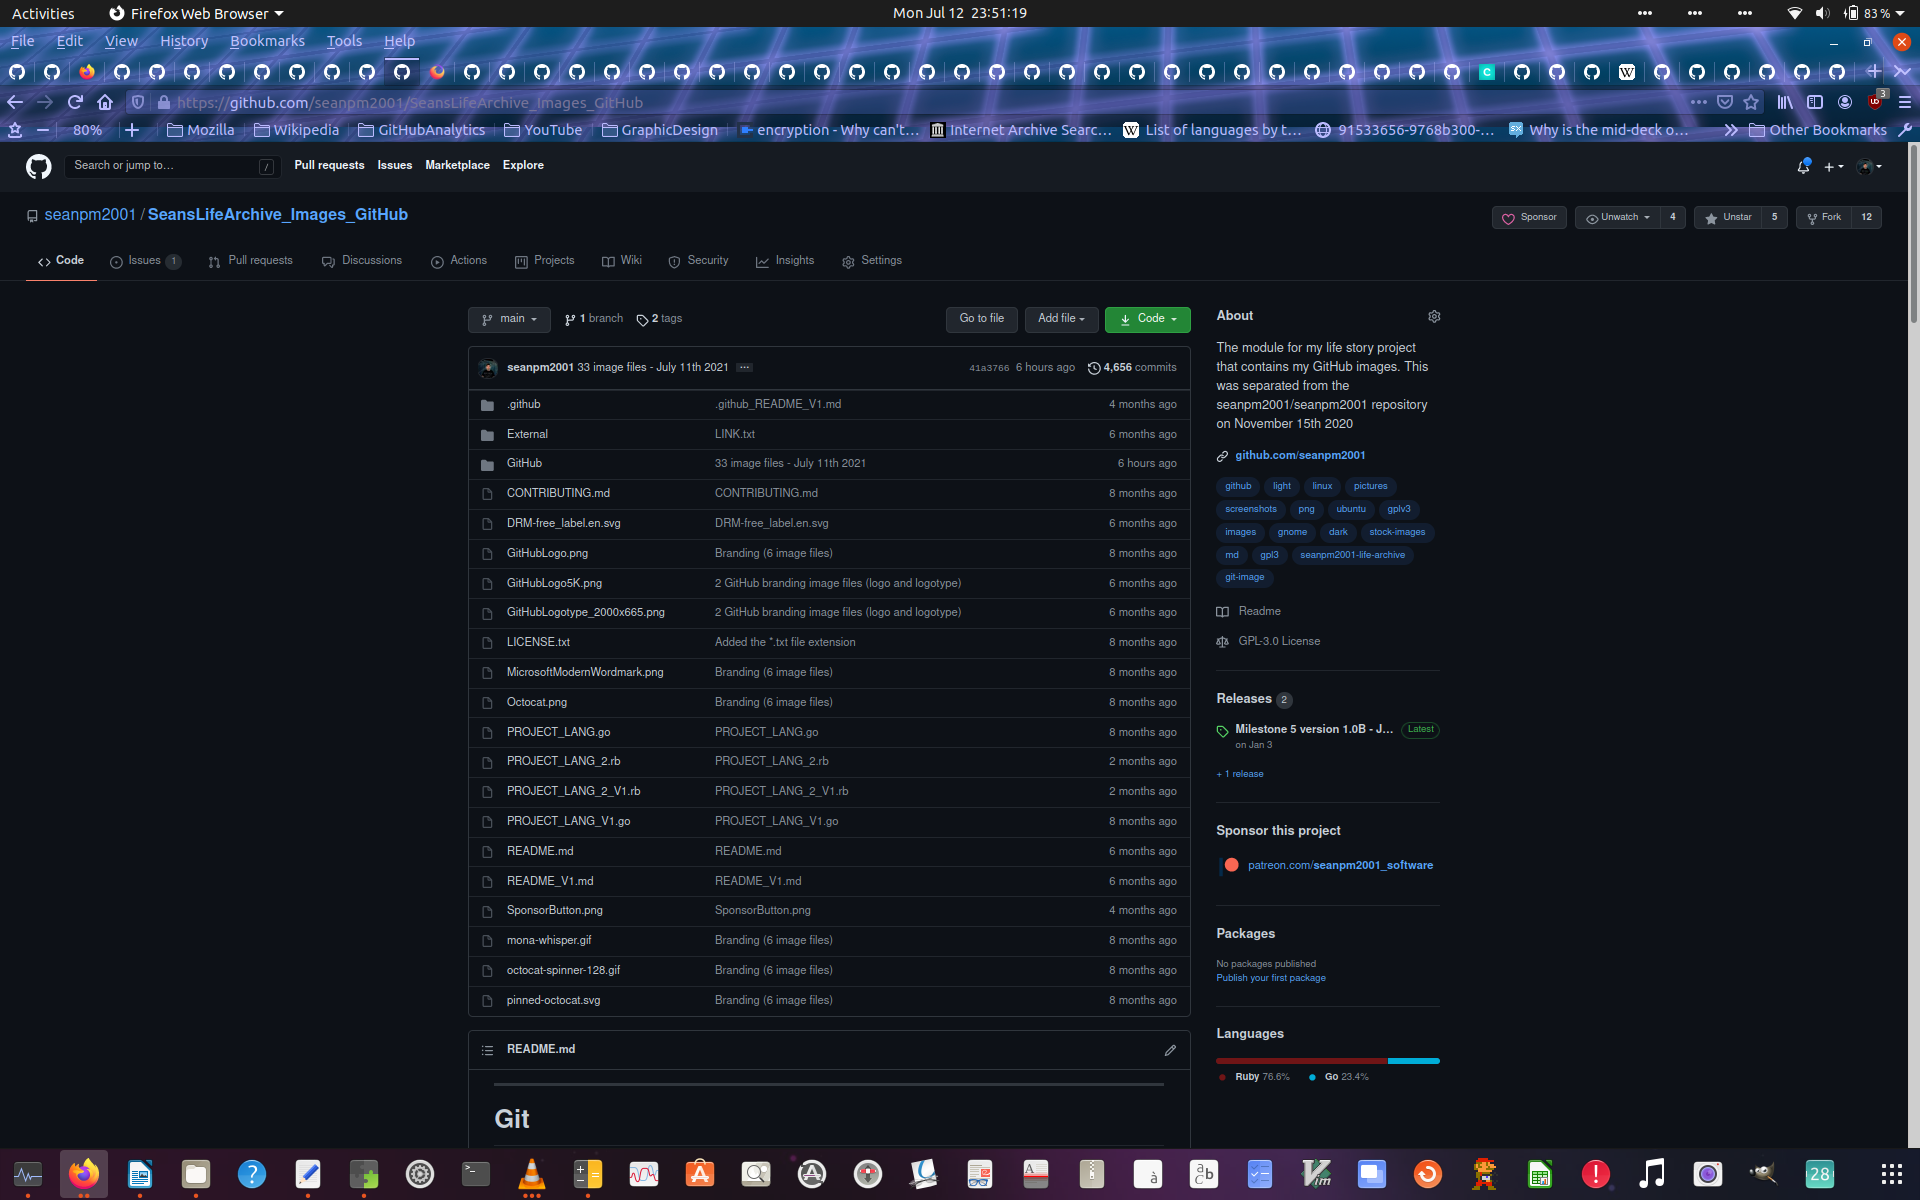 Activities Firefox Web Browser Mon Jul 12 23:51:19 83 %
File Edit View History Bookmarks Tools Help
https://github.com/seanpm2001/SeansLifeArchive_Images_GitHub 3
80% Mozilla Wikipedia GitHubAnalytics YouTube GraphicDesign encryption - Why can't… Internet Archive Searc… List of languages by t… 91533656-9768b300-… Why is the mid-deck o… Other Bookmarks
Search or jump to… / Pull requests Issues Marketplace Explore
seanpm2001 / SeansLifeArchive_Images_GitHub Sponsor Unwatch 4 Unstar 5 Fork 12
Code Issues 1 Pull requests Discussions Actions Projects Wiki Security Insights Settings
main 1 branch 2 tags Go to file Add file Code
seanpm2001 33 image files - July 11th 2021 41a3766 6 hours ago 4,656 commits
.github .github_README_V1.md 4 months ago
External LINK.txt 6 months ago
GitHub 33 image files - July 11th 2021 6 hours ago
CONTRIBUTING.md CONTRIBUTING.md 8 months ago
DRM-free_label.en.svg DRM-free_label.en.svg 6 months ago
GitHubLogo.png Branding (6 image files) 8 months ago
GitHubLogo5K.png 2 GitHub branding image files (logo and logotype) 6 months ago
GitHubLogotype_2000x665.png 2 GitHub branding image files (logo and logotype) 6 months ago
LICENSE.txt Added the *.txt file extension 8 months ago
MicrosoftModernWordmark.png Branding (6 image files) 8 months ago
Octocat.png Branding (6 image files) 8 months ago
PROJECT_LANG.go PROJECT_LANG.go 8 months ago
PROJECT_LANG_2.rb PROJECT_LANG_2.rb 2 months ago
PROJECT_LANG_2_V1.rb PROJECT_LANG_2_V1.rb 2 months ago
PROJECT_LANG_V1.go PROJECT_LANG_V1.go 8 months ago
README.md README.md 6 months ago
README_V1.md README_V1.md 6 months ago
SponsorButton.png SponsorButton.png 4 months ago
mona-whisper.gif Branding (6 image files) 8 months ago
octocat-spinner-128.gif Branding (6 image files) 8 months ago
pinned-octocat.svg Branding (6 image files) 8 months ago
README.md
Git
About
The module for my life story project
that contains my GitHub images. This
was separated from the
seanpm2001/seanpm2001 repository
on November 15th 2020
github.com/seanpm2001
github light linux pictures
screenshots png ubuntu gplv3
images gnome dark stock-images
md gpl3 seanpm2001-life-archive
git-image
Readme
GPL-3.0 License
Releases 2
Milestone 5 version 1.0B - J… Latest
on Jan 3
+ 1 release
Sponsor this project
patreon.com/seanpm2001_software
Packages
No packages published
Publish your first package
Languages
Ruby 76.6% Go 23.4%
28